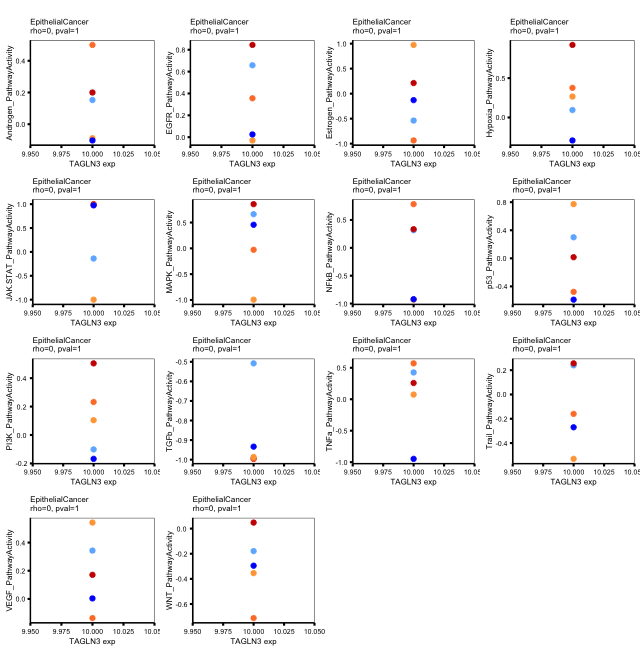 EpithelialCancer
rho=0, pval=1
Androgen_PathwayActivity
0.4
0.2
0.0
9.950 9.975 10.000 10.025 10.05
TAGLN3 exp
EpithelialCancer
rho=0, pval=1
EGFR_PathwayActivity
0.8
0.6
0.4
0.2
0.0
9.950 9.975 10.000 10.025 10.05
TAGLN3 exp
EpithelialCancer
rho=0, pval=1
Estrogen_PathwayActivity
1.0
0.5
0.0
-0.5
-1.0
9.950 9.975 10.000 10.025 10.05
TAGLN3 exp
EpithelialCancer
rho=0, pval=1
Hypoxia_PathwayActivity
0.5
0.0
9.950 9.975 10.000 10.025 10.05
TAGLN3 exp
EpithelialCancer
rho=0, pval=1
JAK.STAT_PathwayActivity
1.0
0.5
0.0
-0.5
-1.0
9.950 9.975 10.000 10.025 10.05
TAGLN3 exp
EpithelialCancer
rho=0, pval=1
MAPK_PathwayActivity
0.5
0.0
-0.5
-1.0
9.950 9.975 10.000 10.025 10.05
TAGLN3 exp
EpithelialCancer
rho=0, pval=1
NFkB_PathwayActivity
0.5
0.0
-0.5
-1.0
9.950 9.975 10.000 10.025 10.05
TAGLN3 exp
EpithelialCancer
rho=0, pval=1
p53_PathwayActivity
0.8
0.4
0.0
-0.4
9.950 9.975 10.000 10.025 10.05
TAGLN3 exp
EpithelialCancer
rho=0, pval=1
PI3K_PathwayActivity
0.4
0.2
0.0
-0.2
9.950 9.975 10.000 10.025 10.05
TAGLN3 exp
EpithelialCancer
rho=0, pval=1
TGFb_PathwayActivity
-0.5
-0.6
-0.7
-0.8
-0.9
-1.0
9.950 9.975 10.000 10.025 10.05
TAGLN3 exp
EpithelialCancer
rho=0, pval=1
TNFa_PathwayActivity
0.5
0.0
-0.5
-1.0
9.950 9.975 10.000 10.025 10.05
TAGLN3 exp
EpithelialCancer
rho=0, pval=1
Trail_PathwayActivity
0.2
0.0
-0.2
-0.4
9.950 9.975 10.000 10.025 10.05
TAGLN3 exp
EpithelialCancer
rho=0, pval=1
VEGF_PathwayActivity
0.4
0.2
0.0
9.950 9.975 10.000 10.025 10.05
TAGLN3 exp
EpithelialCancer
rho=0, pval=1
WNT_PathwayActivity
0.0
-0.2
-0.4
-0.6
9.950 9.975 10.000 10.025 10.050
TAGLN3 exp